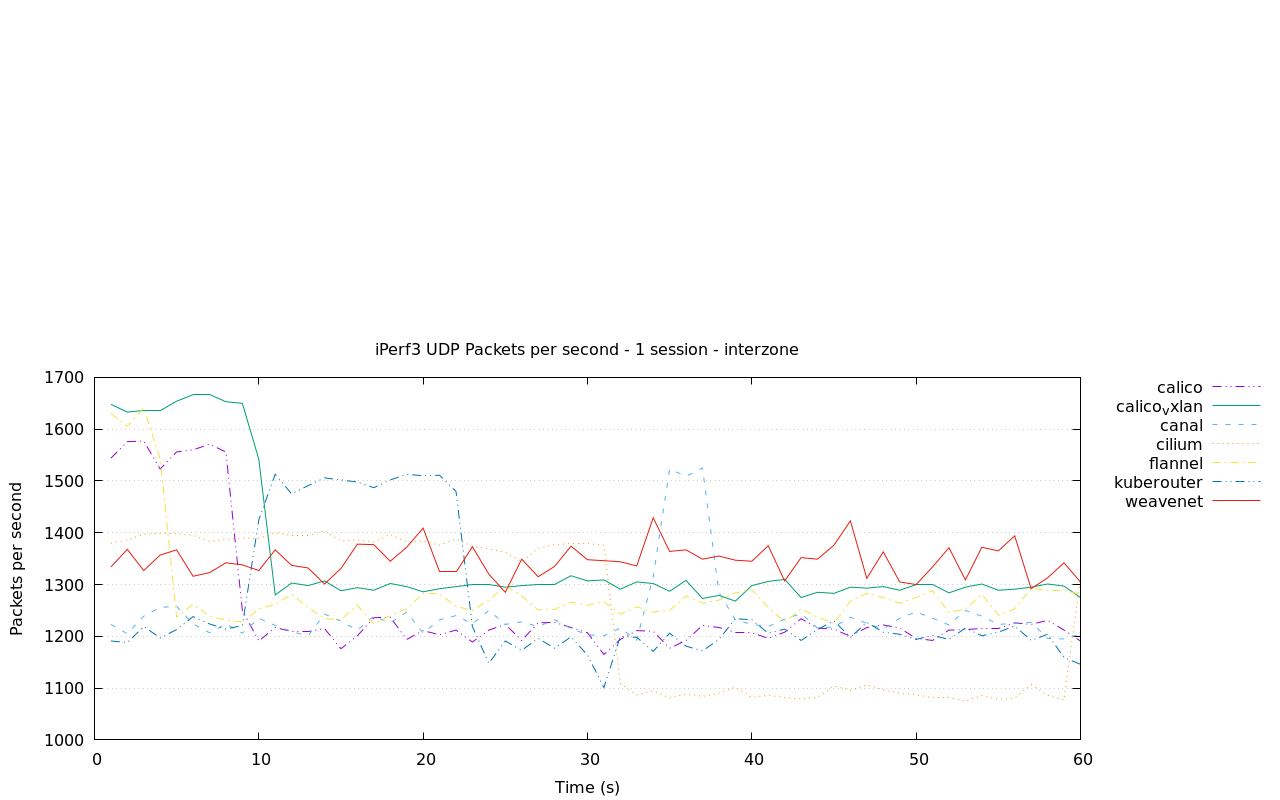 iPerf3 UDP Packets per second - 1 session - interzone
1700
1600
1500
1400
1300
1200
1100
1000
Packets per second
0 10 20 30 40 50 60
Time (s)
calico
calicovxlan
canal
cilium
flannel
kuberouter
weavenet